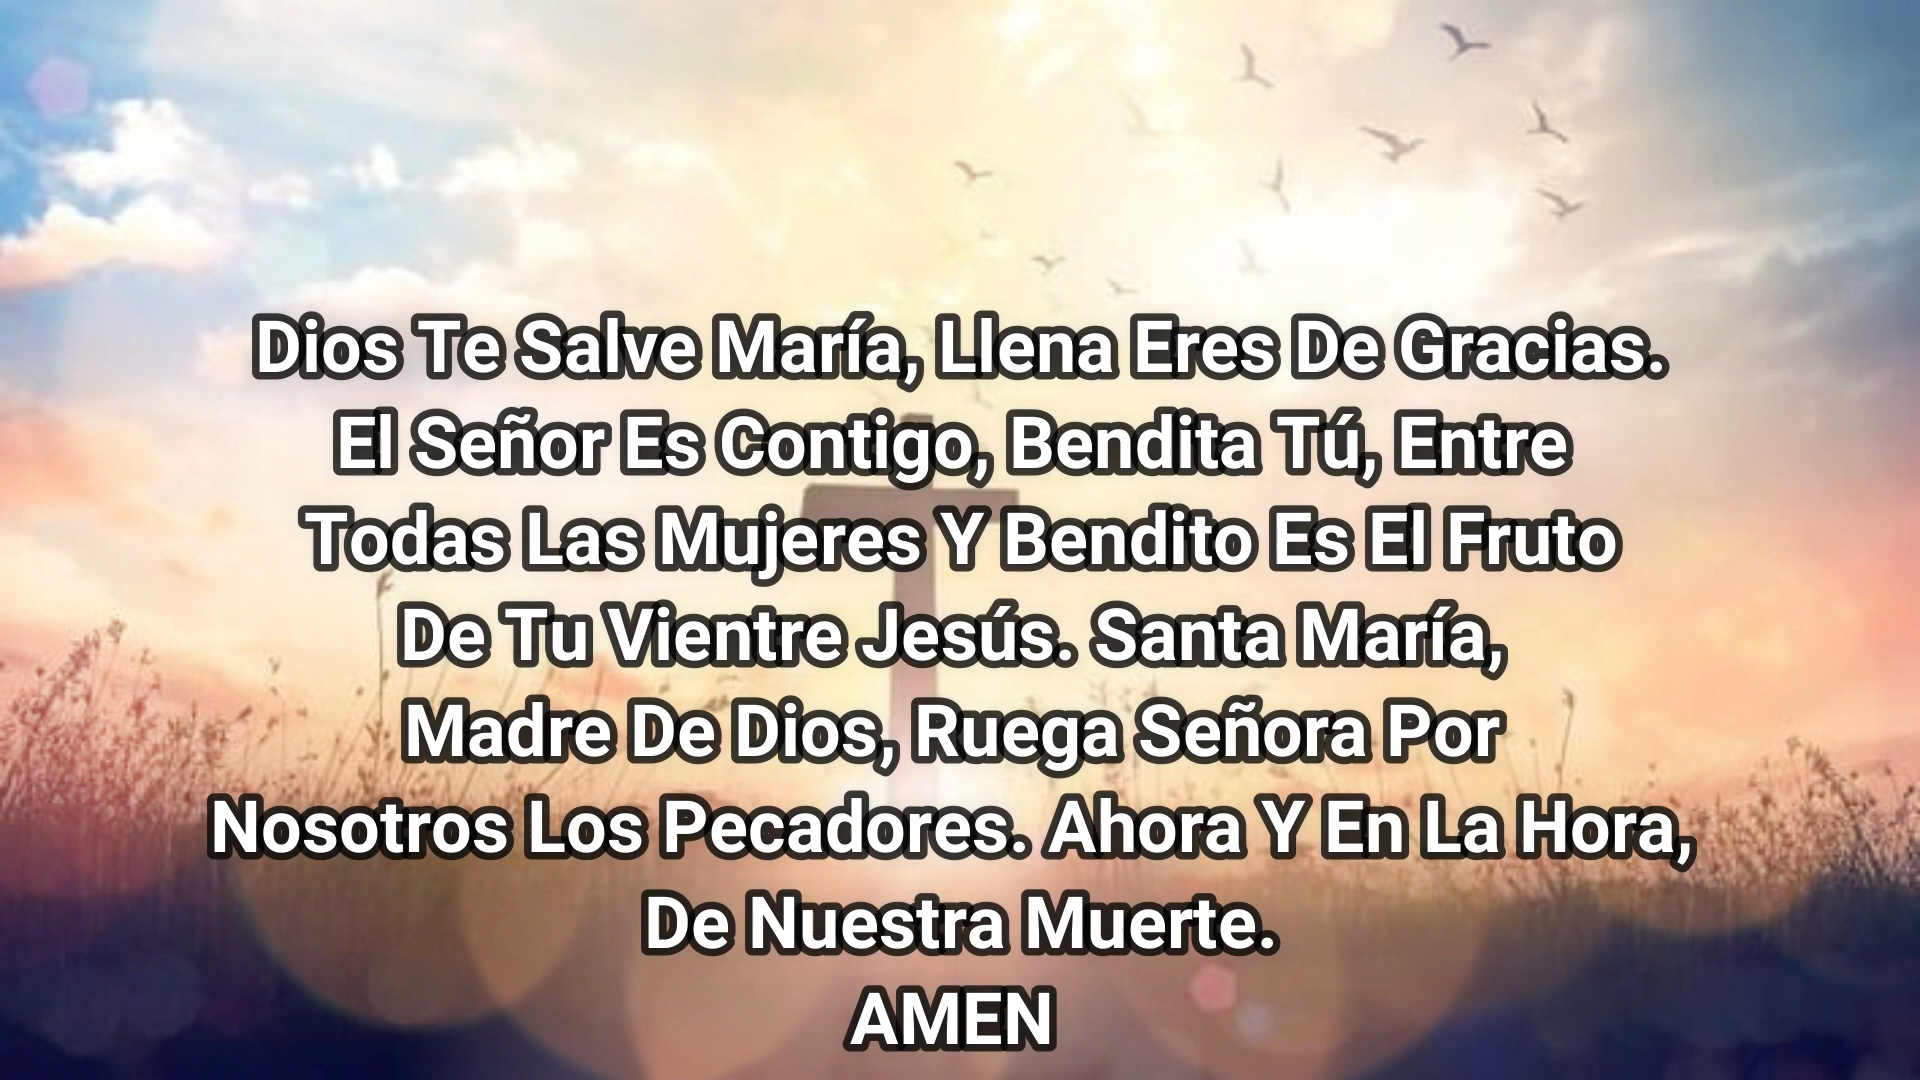 Dios Te Salve María, Llena Eres De Gracias.
El Señor Es Contigo, Bendita Tú, Entre
Todas Las Mujeres Y Bendito Es El Fruto
De Tu Vientre Jesús. Santa María,
Madre De Dios, Ruega Señora Por
Nosotros Los Pecadores. Ahora Y En La Hora,
De Nuestra Muerte.
AMEN